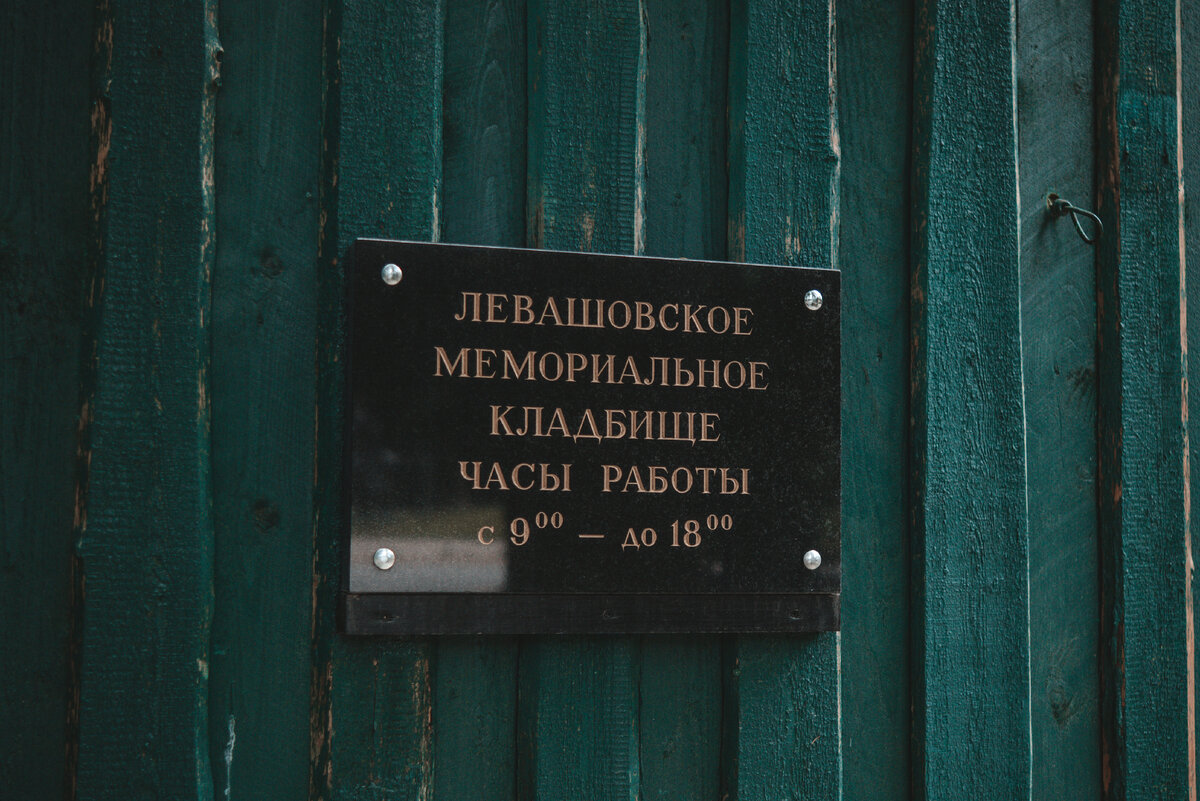 ЛЕВАШОВСКОЕ
МЕМОРИАЛЬНОЕ
КЛАДБИЩЕ
ЧАСЫ РАБОТЫ
с 9⁰⁰ — до 18⁰⁰